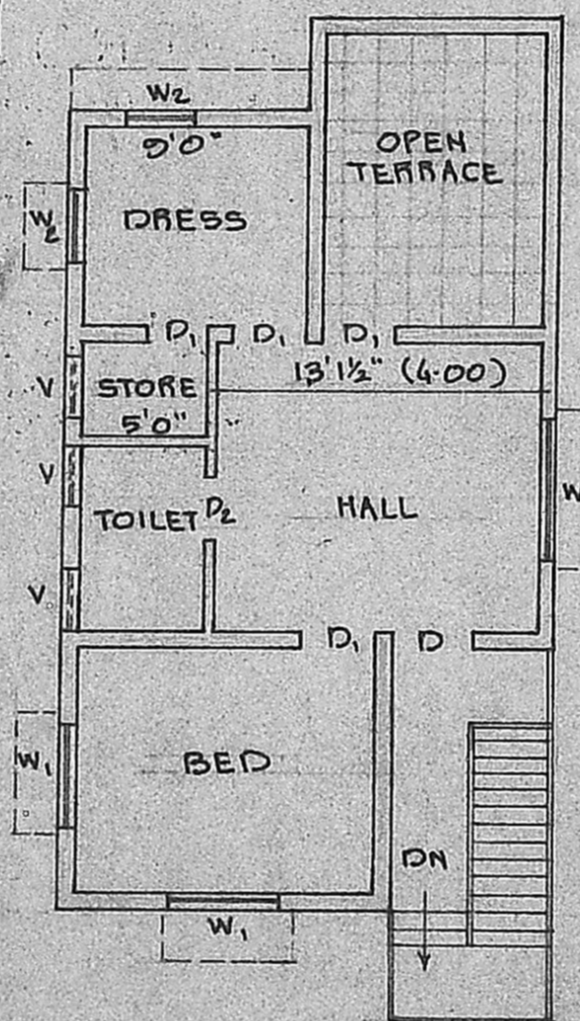 W2
9'0"
OPEN
TERRACE
W2
DRESS
D1
D1
D1
V
STORE
13'1½" (4.00)
5'0"
V
TOILET D2
HALL
W
V
D1
D
W1
BED
DN
W1